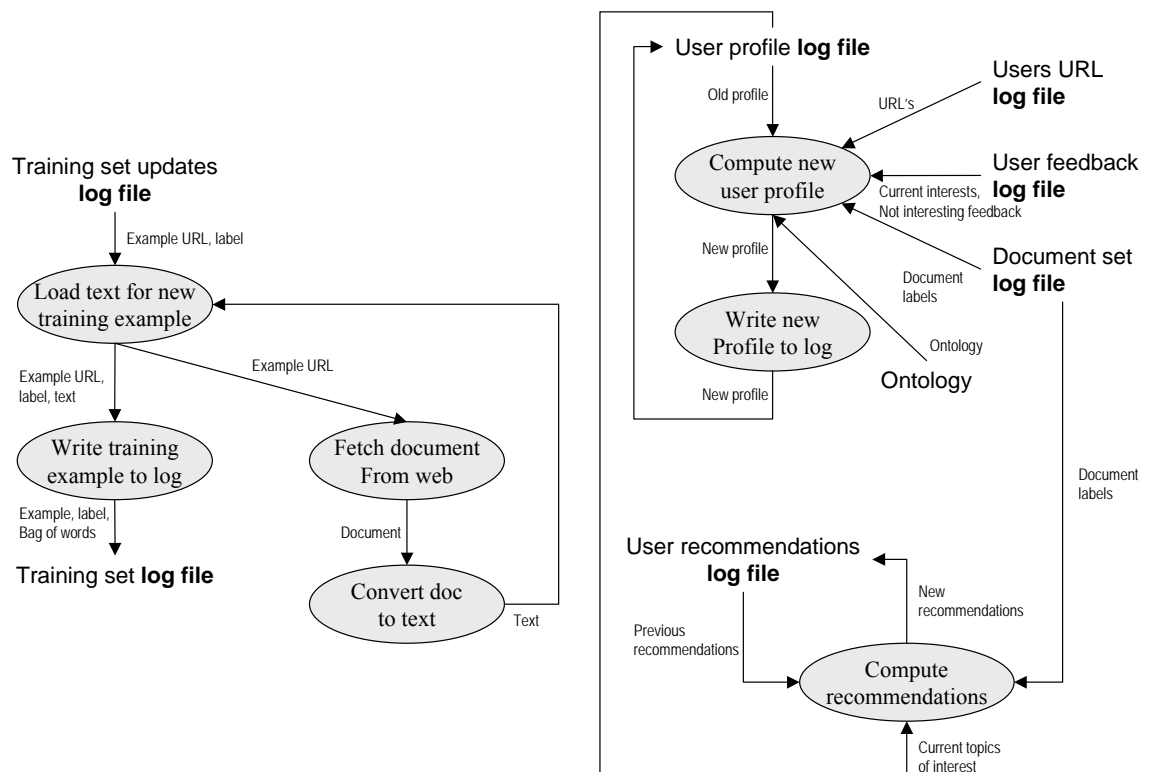 Training set updates
log file
Example URL, label
Load text for new
training example
Example URL,
label, text
Example URL
Write training
example to log
Fetch document
From web
Example, label,
Bag of words
Document
Training set log file
Convert doc
to text
Text
User profile log file
Old profile
URL's
Users URL
log file
Compute new
user profile
User feedback
log file
Current interests,
Not interesting feedback
New profile
Document
labels
Document set
log file
Write new
Profile to log
Ontology
Ontology
New profile
Document
labels
User recommendations
log file
New
recommendations
Previous
recommendations
Compute
recommendations
Current topics
of interest